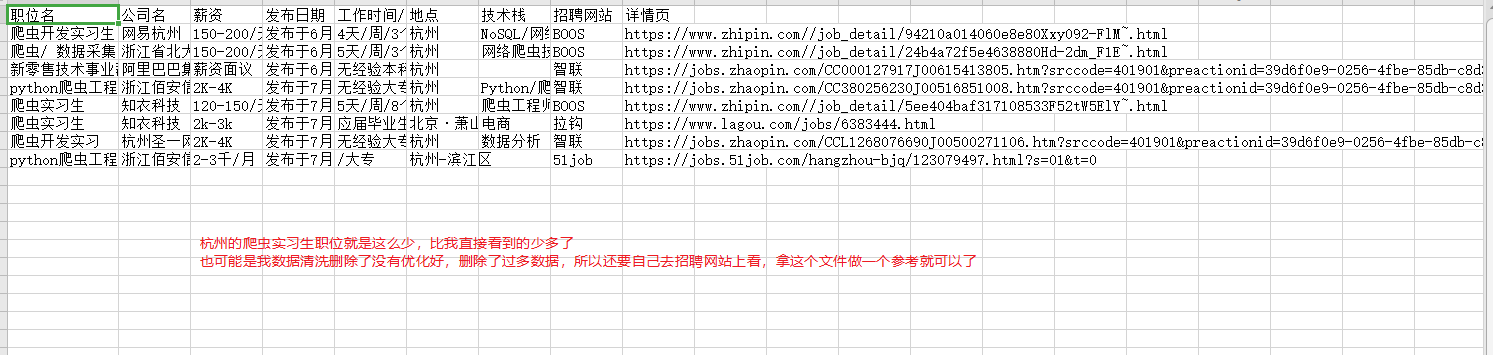 职位名 公司名 薪资 发布日期 工作时间/ 地点 技术栈 招聘网站 详情页
爬虫开发实习生 网易杭州 150-200/天 发布于6月 4天/周/3个 杭州 NoSQL/网络 BOOS https://www.zhipin.com//job_detail/94210a014060e8e80Xxy092-FlM~.html
爬虫/ 数据采集 浙江省北大 150-200/天 发布于6月 5天/周/3个 杭州 网络爬虫技 BOOS https://www.zhipin.com//job_detail/24b4a72f5e4638880Hd-2dm_F1E~.html
新零售技术事业群 阿里巴巴集 薪资面议 发布于6月 无经验本科 杭州 智联 https://jobs.zhaopin.com/CC000127917J00615413805.htm?srccode=401901&preactionid=39d6f0e9-0256-4fbe-85db-c8d3
python爬虫工程 浙江佰安信 2K-4K 发布于7月 无经验大专 杭州 Python/爬 智联 https://jobs.zhaopin.com/CC380256230J00516851008.htm?srccode=401901&preactionid=39d6f0e9-0256-4fbe-85db-c8d3
爬虫实习生 知衣科技 120-150/天 发布于7月 5天/周/8个 杭州 爬虫工程师 BOOS https://www.zhipin.com//job_detail/5ee404baf317108533F52tW5ElY~.html
爬虫实习生 知衣科技 2k-3k 发布于7月 应届毕业生 北京·萧山 电商 拉钩 https://www.lagou.com/jobs/6383444.html
爬虫开发实习 杭州圣一网 2K-4K 发布于7月 无经验大专 杭州 数据分析 智联 https://jobs.zhaopin.com/CCL1268076690J00500271106.htm?srccode=401901&preactionid=39d6f0e9-0256-4fbe-85db-c8
python爬虫工程 浙江佰安信 2-3千/月 发布于7月 /大专 杭州-滨江区 51job https://jobs.51job.com/hangzhou-bjq/123079497.html?s=01&t=0
杭州的爬虫实习生职位就是这么少，比我直接看到的少多了
也可能是我数据清洗删除了没有优化好，删除了过多数据，所以还要自己去招聘网站上看，拿这个文件做一个参考就可以了